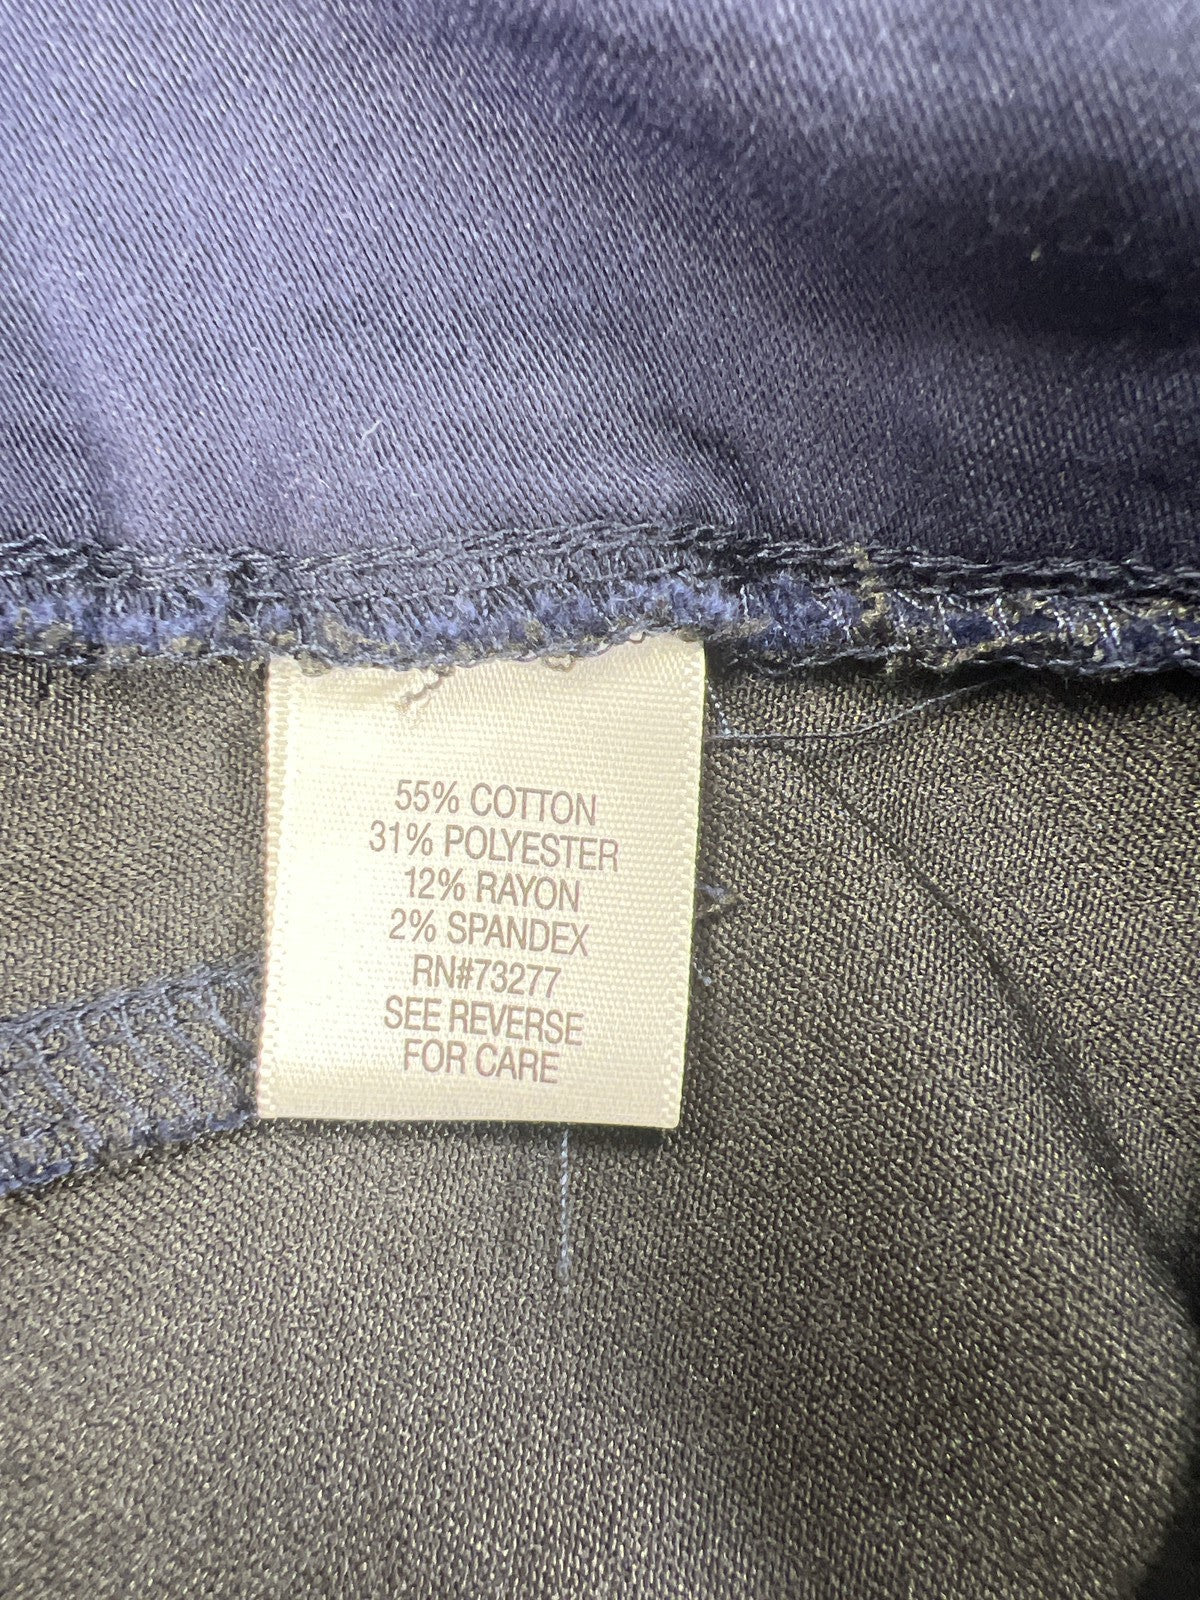 55% COTTON
31% POLYESTER
12% RAYON
2% SPANDEX
RN#73277
SEE REVERSE
FOR CARE